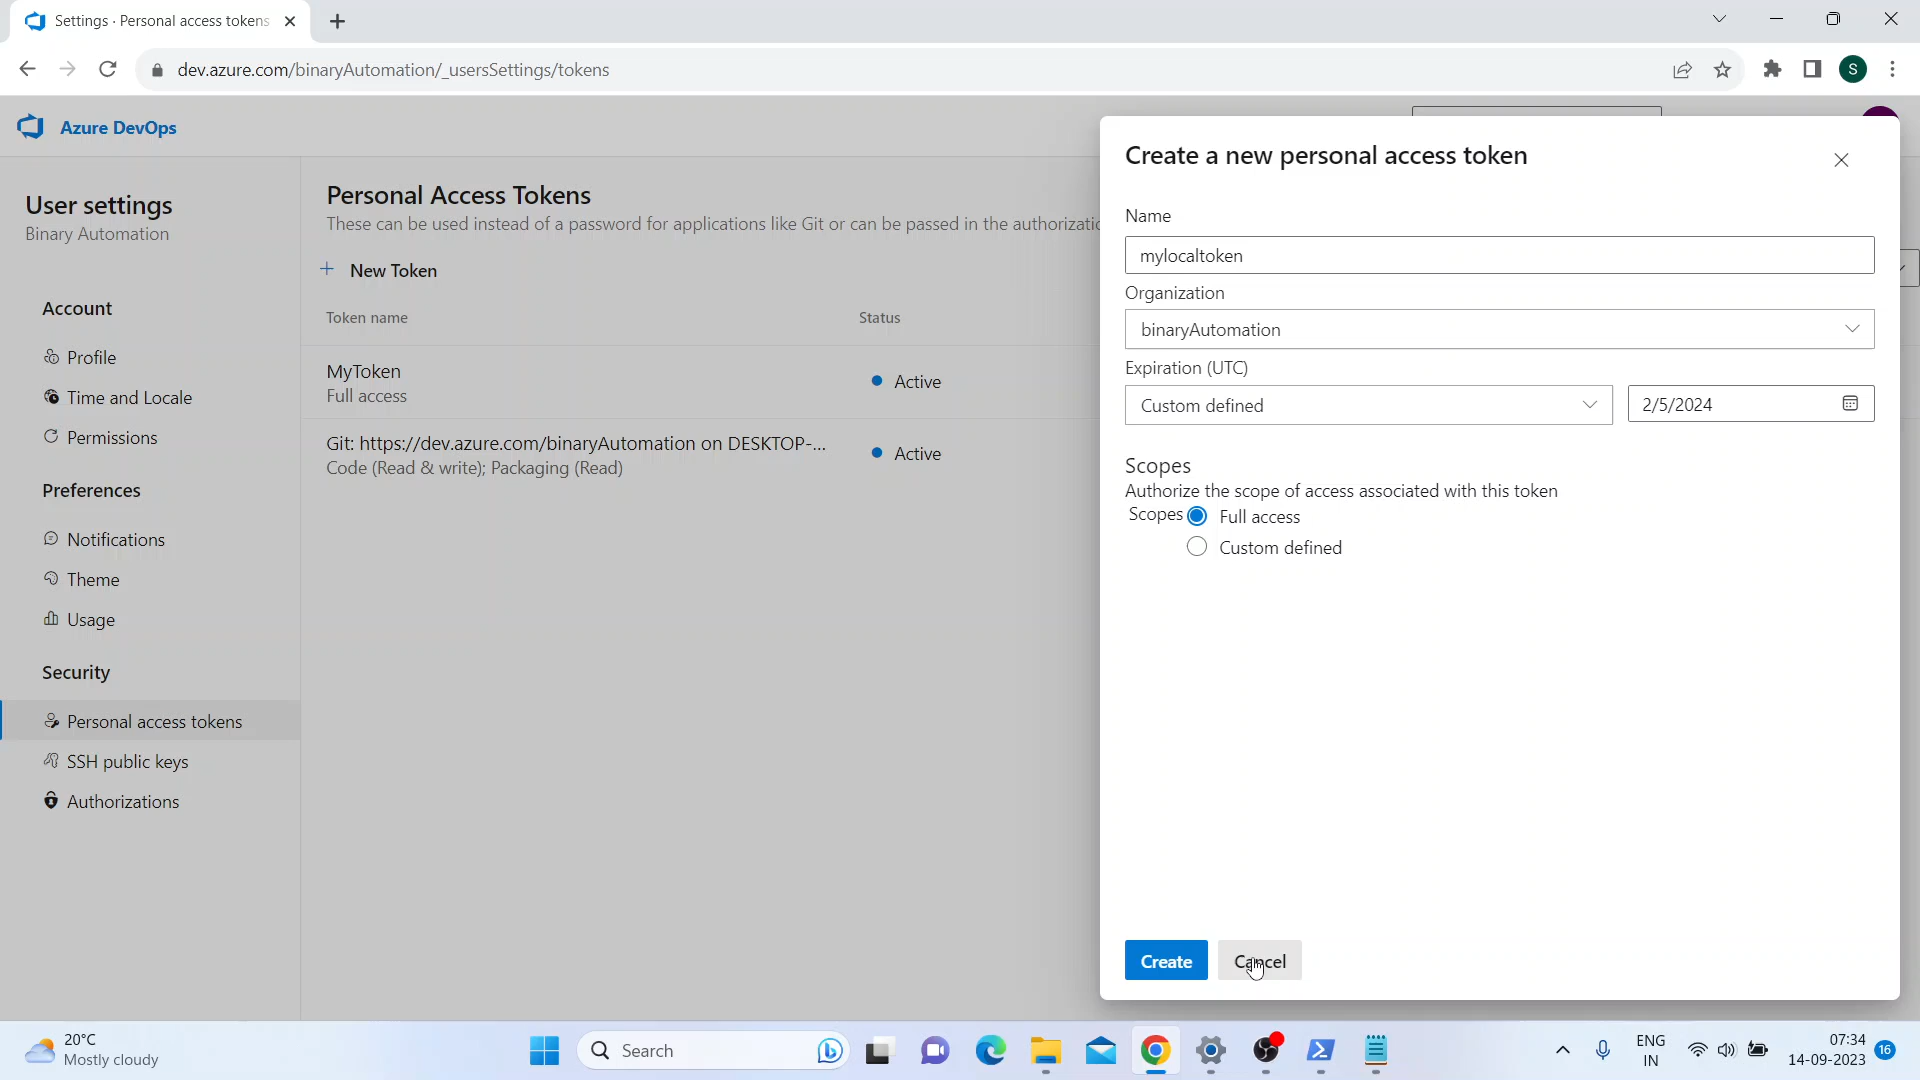 Settings · Personal access tokens
dev.azure.com/binaryAutomation/_usersSettings/tokens
S
Azure DevOps
User settings
Binary Automation
Account
Profile
Time and Locale
Permissions
Preferences
Notifications
Theme
Usage
Security
Personal access tokens
SSH public keys
Authorizations
Personal Access Tokens
These can be used instead of a password for applications like Git or can be passed in the
+ New Token
Token name Status
MyToken
Full access
Active
Git: https://dev.azure.com/binaryAutomation on DESKTOP-...
Code (Read & write); Packaging (Read)
Active
Create a new personal access token
Name
mylocaltoken
Organization
binaryAutomation
Expiration (UTC)
Custom defined 2/5/2024
Scopes
Authorize the scope of access associated with this token
Scopes Full access
Custom defined
Create Cancel
20°C
Mostly cloudy
Search
ENG
IN
07:34
14-09-2023
16